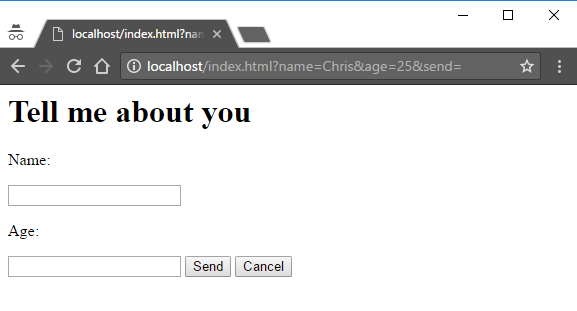 localhost/index.html?nam
localhost/index.html?name=Chris&age=25&send=
Tell me about you
Name:
Age:
Send Cancel